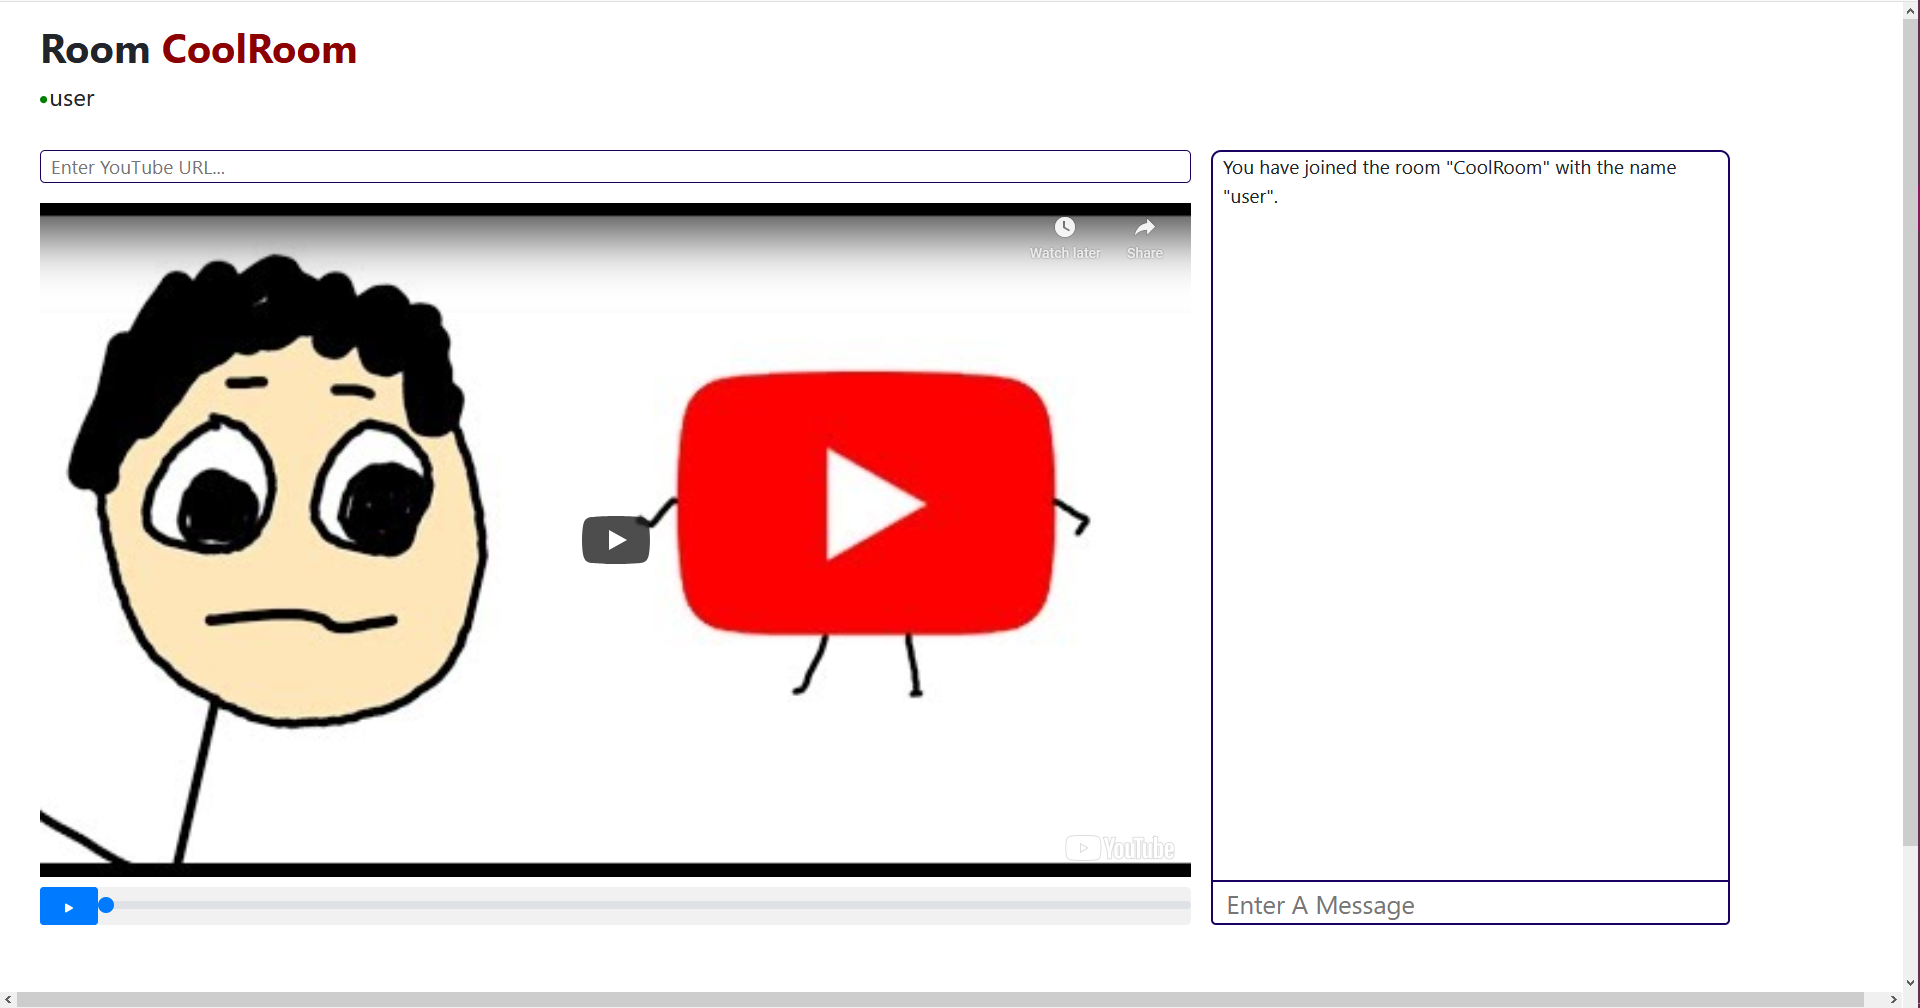 Room CoolRoom
user
Enter YouTube URL...
Watch later
Share
YouTube
You have joined the room "CoolRoom" with the name
"user".
Enter A Message